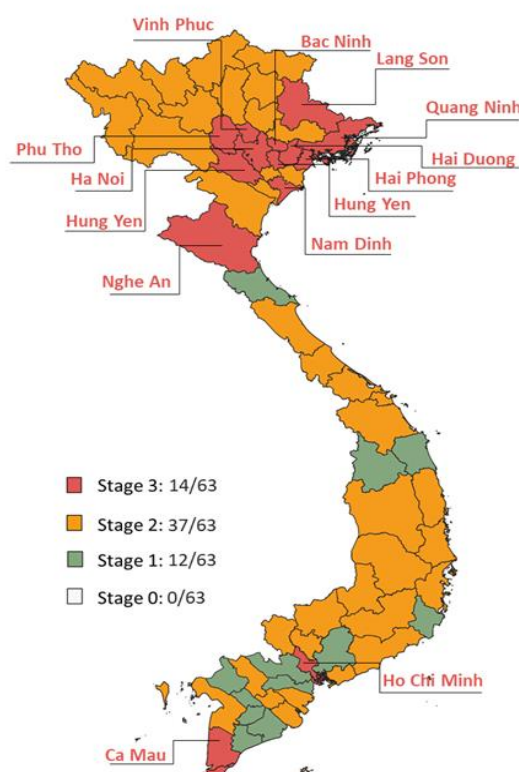 Vinh Phuc
Bac Ninh
Lang Son
Quang Ninh
Phu Tho
Hai Duong
Ha Noi
Hai Phong
Hung Yen
Hung Yen
Nam Dinh
Nghe An
Stage 3: 14/63
Stage 2: 37/63
Stage 1: 12/63
Stage 0: 0/63
Ho Chi Minh
Ca Mau